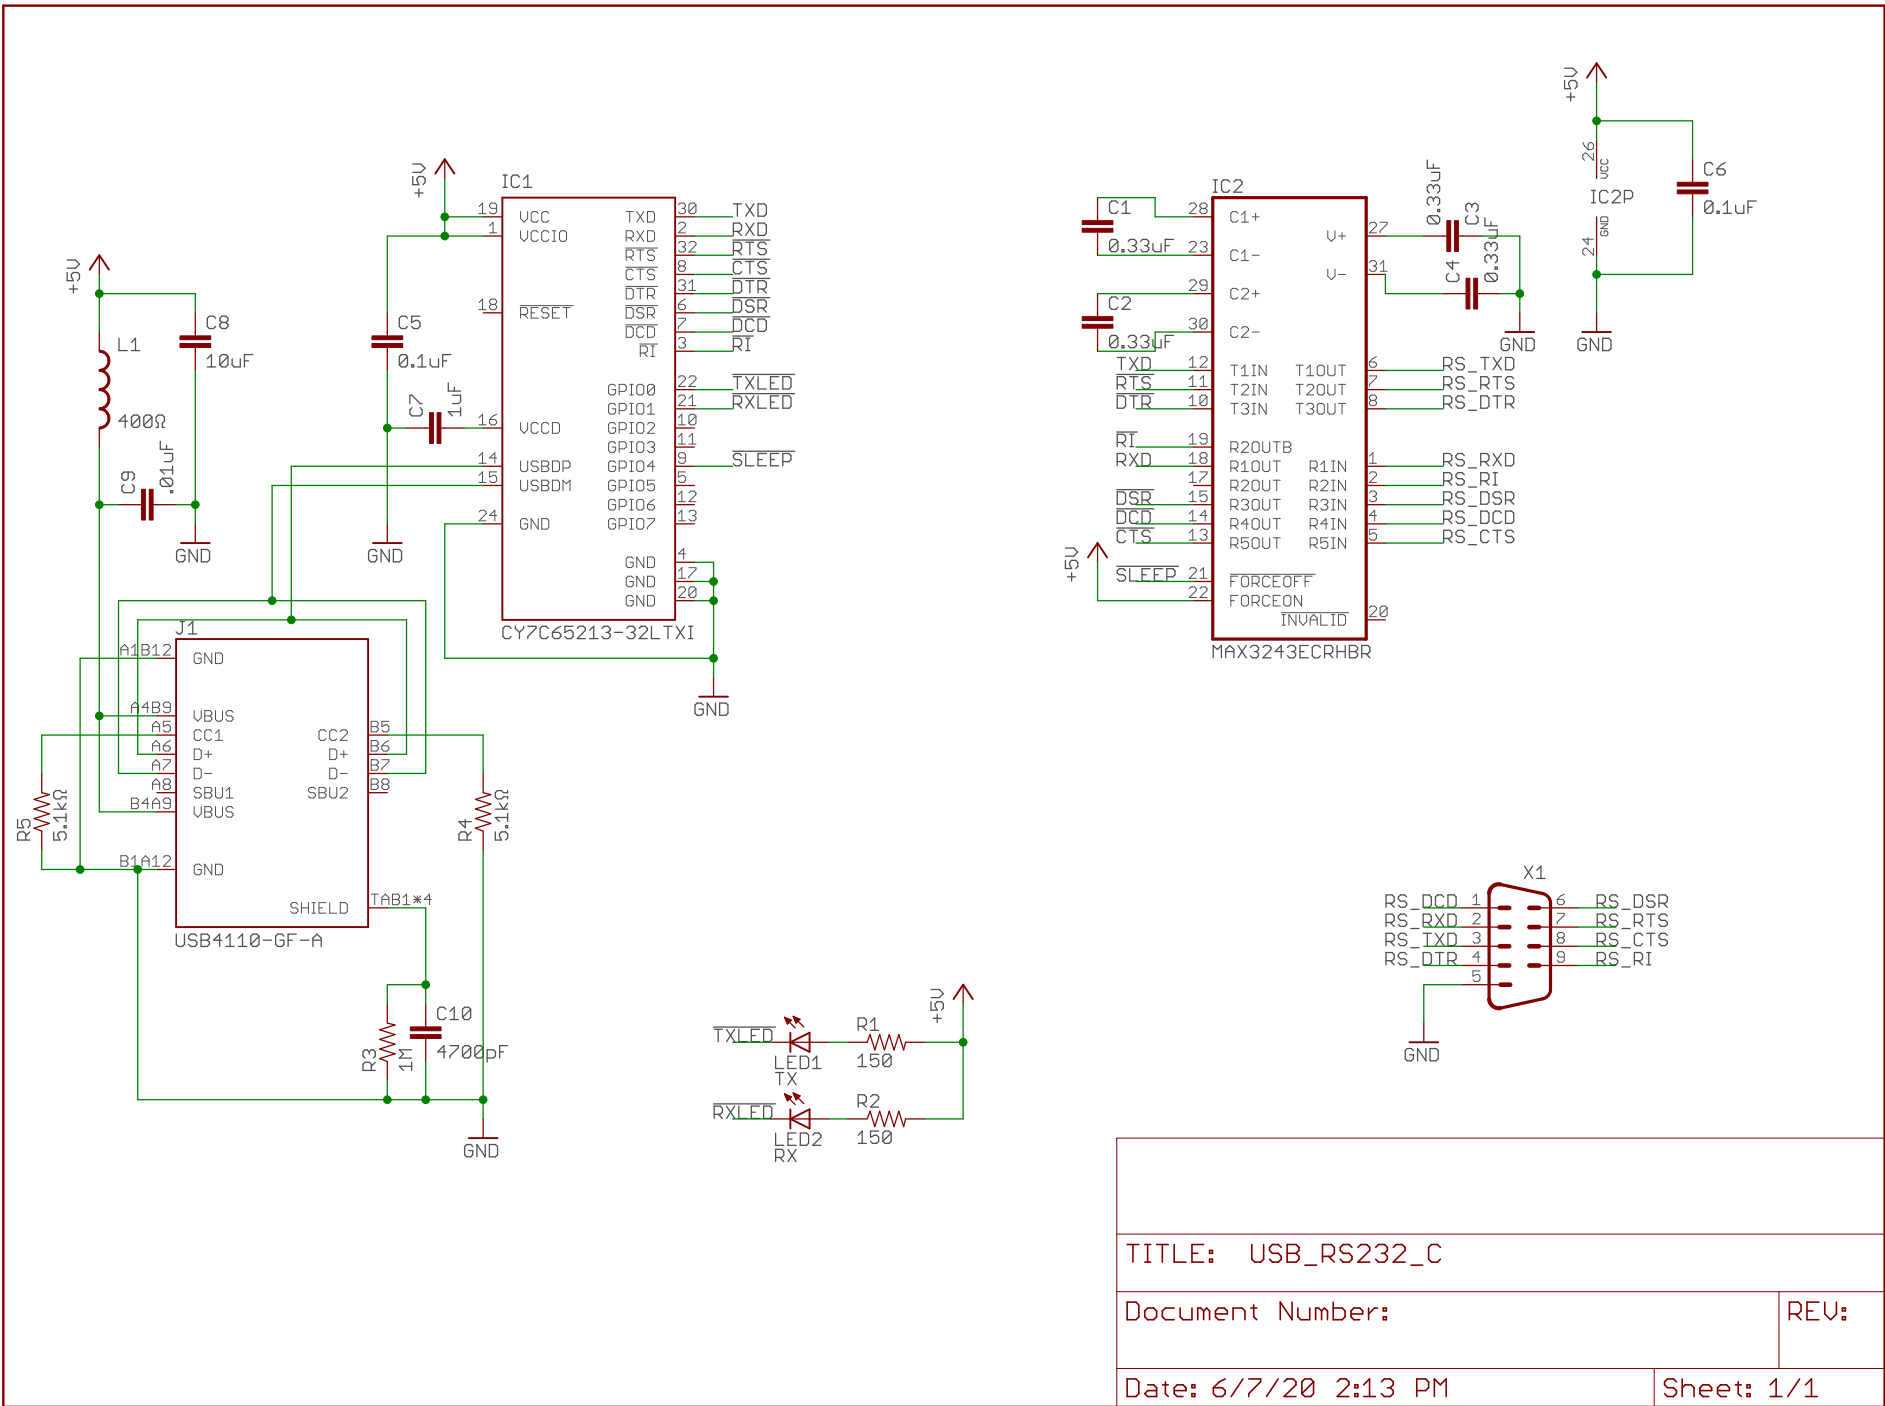 +5V
L1
400Ω
C8
10uF
C9
.01uF
GND
+5V
C5
0.1uF
C7
1uF
GND
IC1
19 VCC
1 VCCIO
18 RESET
16 VCCD
14 USBDP
15 USBDM
24 GND
TXD 30 TXD
RXD 2 RXD
RTS 32 RTS
CTS 8 CTS
DTR 31 DTR
DSR 6 DSR
DCD 7 DCD
RI 3 RI
GPIO0 22 TXLED
GPIO1 21 RXLED
GPIO2 10
GPIO3 11
GPIO4 9 SLEEP
GPIO5 5
GPIO6 12
GPIO7 13
GND 4
GND 17
GND 20
CY7C65213-32LTXI
GND
J1
A1B12 GND
A4B9 VBUS
A5 CC1
A6 D+
A7 D-
A8 SBU1
B4A9 VBUS
B1A12 GND
CC2 B5
D+ B6
D- B7
SBU2 B8
SHIELD TAB1*4
USB4110-GF-A
R5
5.1kΩ
R4
5.1kΩ
R3
1M
C10
4700pF
GND
IC2
C1
0.33uF
C2
0.33uF
28 C1+
23 C1-
29 C2+
30 C2-
TXD 12 T1IN
RTS 11 T2IN
DTR 10 T3IN
RI 19 R2OUTB
RXD 18 R1OUT
17 R2OUT
DSR 15 R3OUT
DCD 14 R4OUT
CTS 13 R5OUT
+5V
SLEEP 21 FORCEOFF
22 FORCEON
V+ 27
V- 31
T1OUT 6 RS_TXD
T2OUT 7 RS_RTS
T3OUT 8 RS_DTR
R1IN 1 RS_RXD
R2IN 2 RS_RI
R3IN 3 RS_DSR
R4IN 4 RS_DCD
R5IN 5 RS_CTS
INVALID 20
MAX3243ECRHBR
0.33uF
C3
C4
0.33uF
GND
+5V
26 VCC
IC2P
24 GND
C6
0.1uF
GND
X1
RS_DCD 1
RS_RXD 2
RS_TXD 3
RS_DTR 4
5
6 RS_DSR
7 RS_RTS
8 RS_CTS
9 RS_RI
GND
+5V
TXLED
LED1
TX
R1
150
RXLED
LED2
RX
R2
150
TITLE: USB_RS232_C
Document Number:
REV:
Date: 6/7/20 2:13 PM
Sheet: 1/1